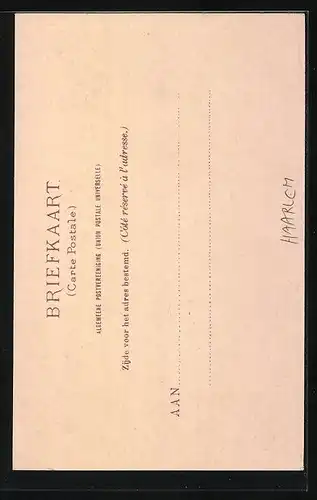 BRIEFKAART.
(Carte Postale)
ALGEMEENE POSTVEREENIGING (UNION POSTALE UNIVERSELLE)
Zijde voor het adres bestemd. (Côté réservé à l'adresse.)
AAN
HAARLEM